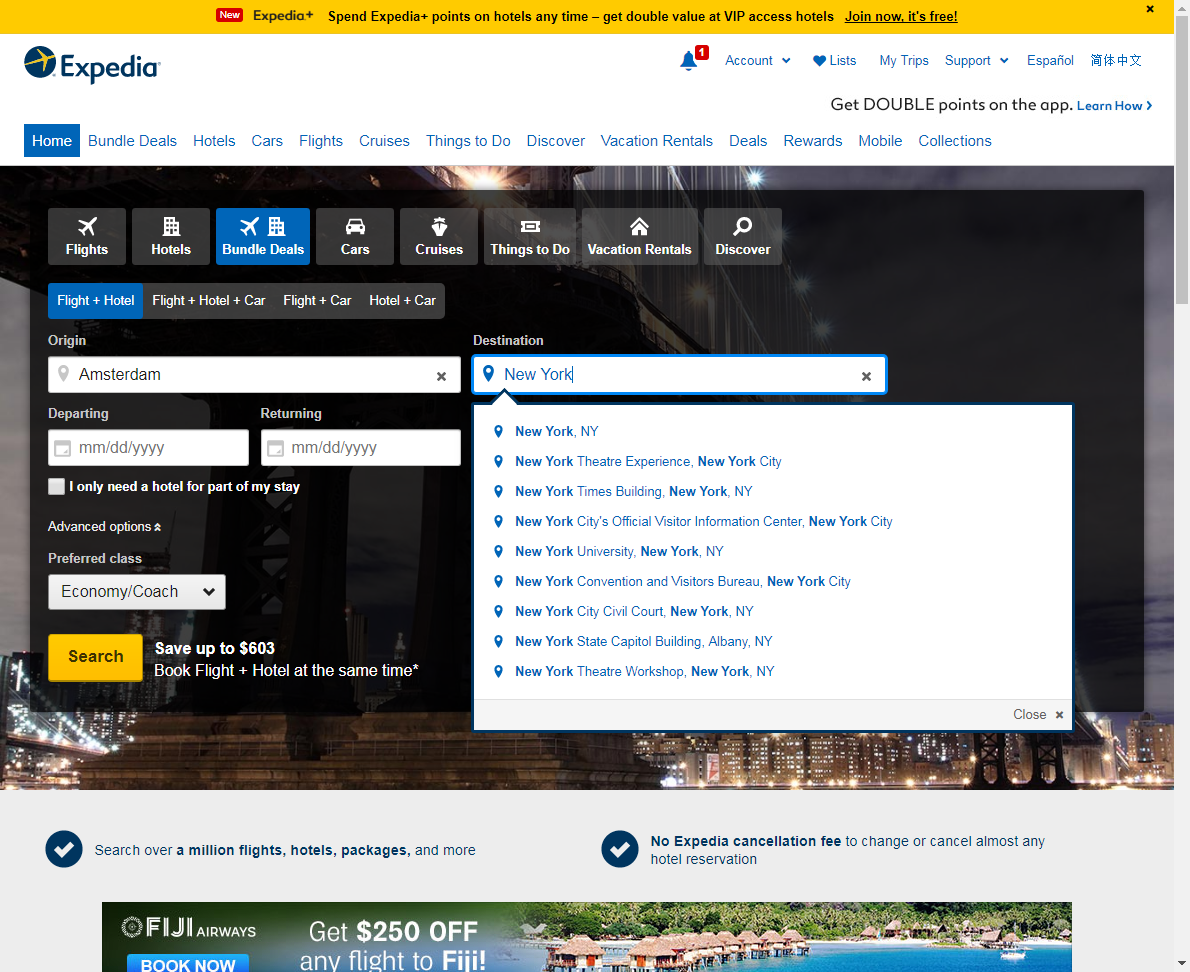 New Expedia+ Spend Expedia+ points on hotels any time – get double value at VIP access hotels Join now, it's free!
Expedia
1
Account Lists My Trips Support Español 简体中文
Get DOUBLE points on the app. Learn How
Home Bundle Deals Hotels Cars Flights Cruises Things to Do Discover Vacation Rentals Deals Rewards Mobile Collections
Flights Hotels Bundle Deals Cars Cruises Things to Do Vacation Rentals Discover
Flight + Hotel Flight + Hotel + Car Flight + Car Hotel + Car
Origin Destination
Amsterdam New York
Departing Returning
mm/dd/yyyy mm/dd/yyyy
I only need a hotel for part of my stay
Advanced options
Preferred class
Economy/Coach
Search
Save up to $603
Book Flight + Hotel at the same time*
New York, NY
New York Theatre Experience, New York City
New York Times Building, New York, NY
New York City's Official Visitor Information Center, New York City
New York University, New York, NY
New York Convention and Visitors Bureau, New York City
New York City Civil Court, New York, NY
New York State Capitol Building, Albany, NY
New York Theatre Workshop, New York, NY
Close
Search over a million flights, hotels, packages, and more
No Expedia cancellation fee to change or cancel almost any
hotel reservation
FIJI AIRWAYS
Get $250 OFF
any flight to Fiji!
BOOK NOW